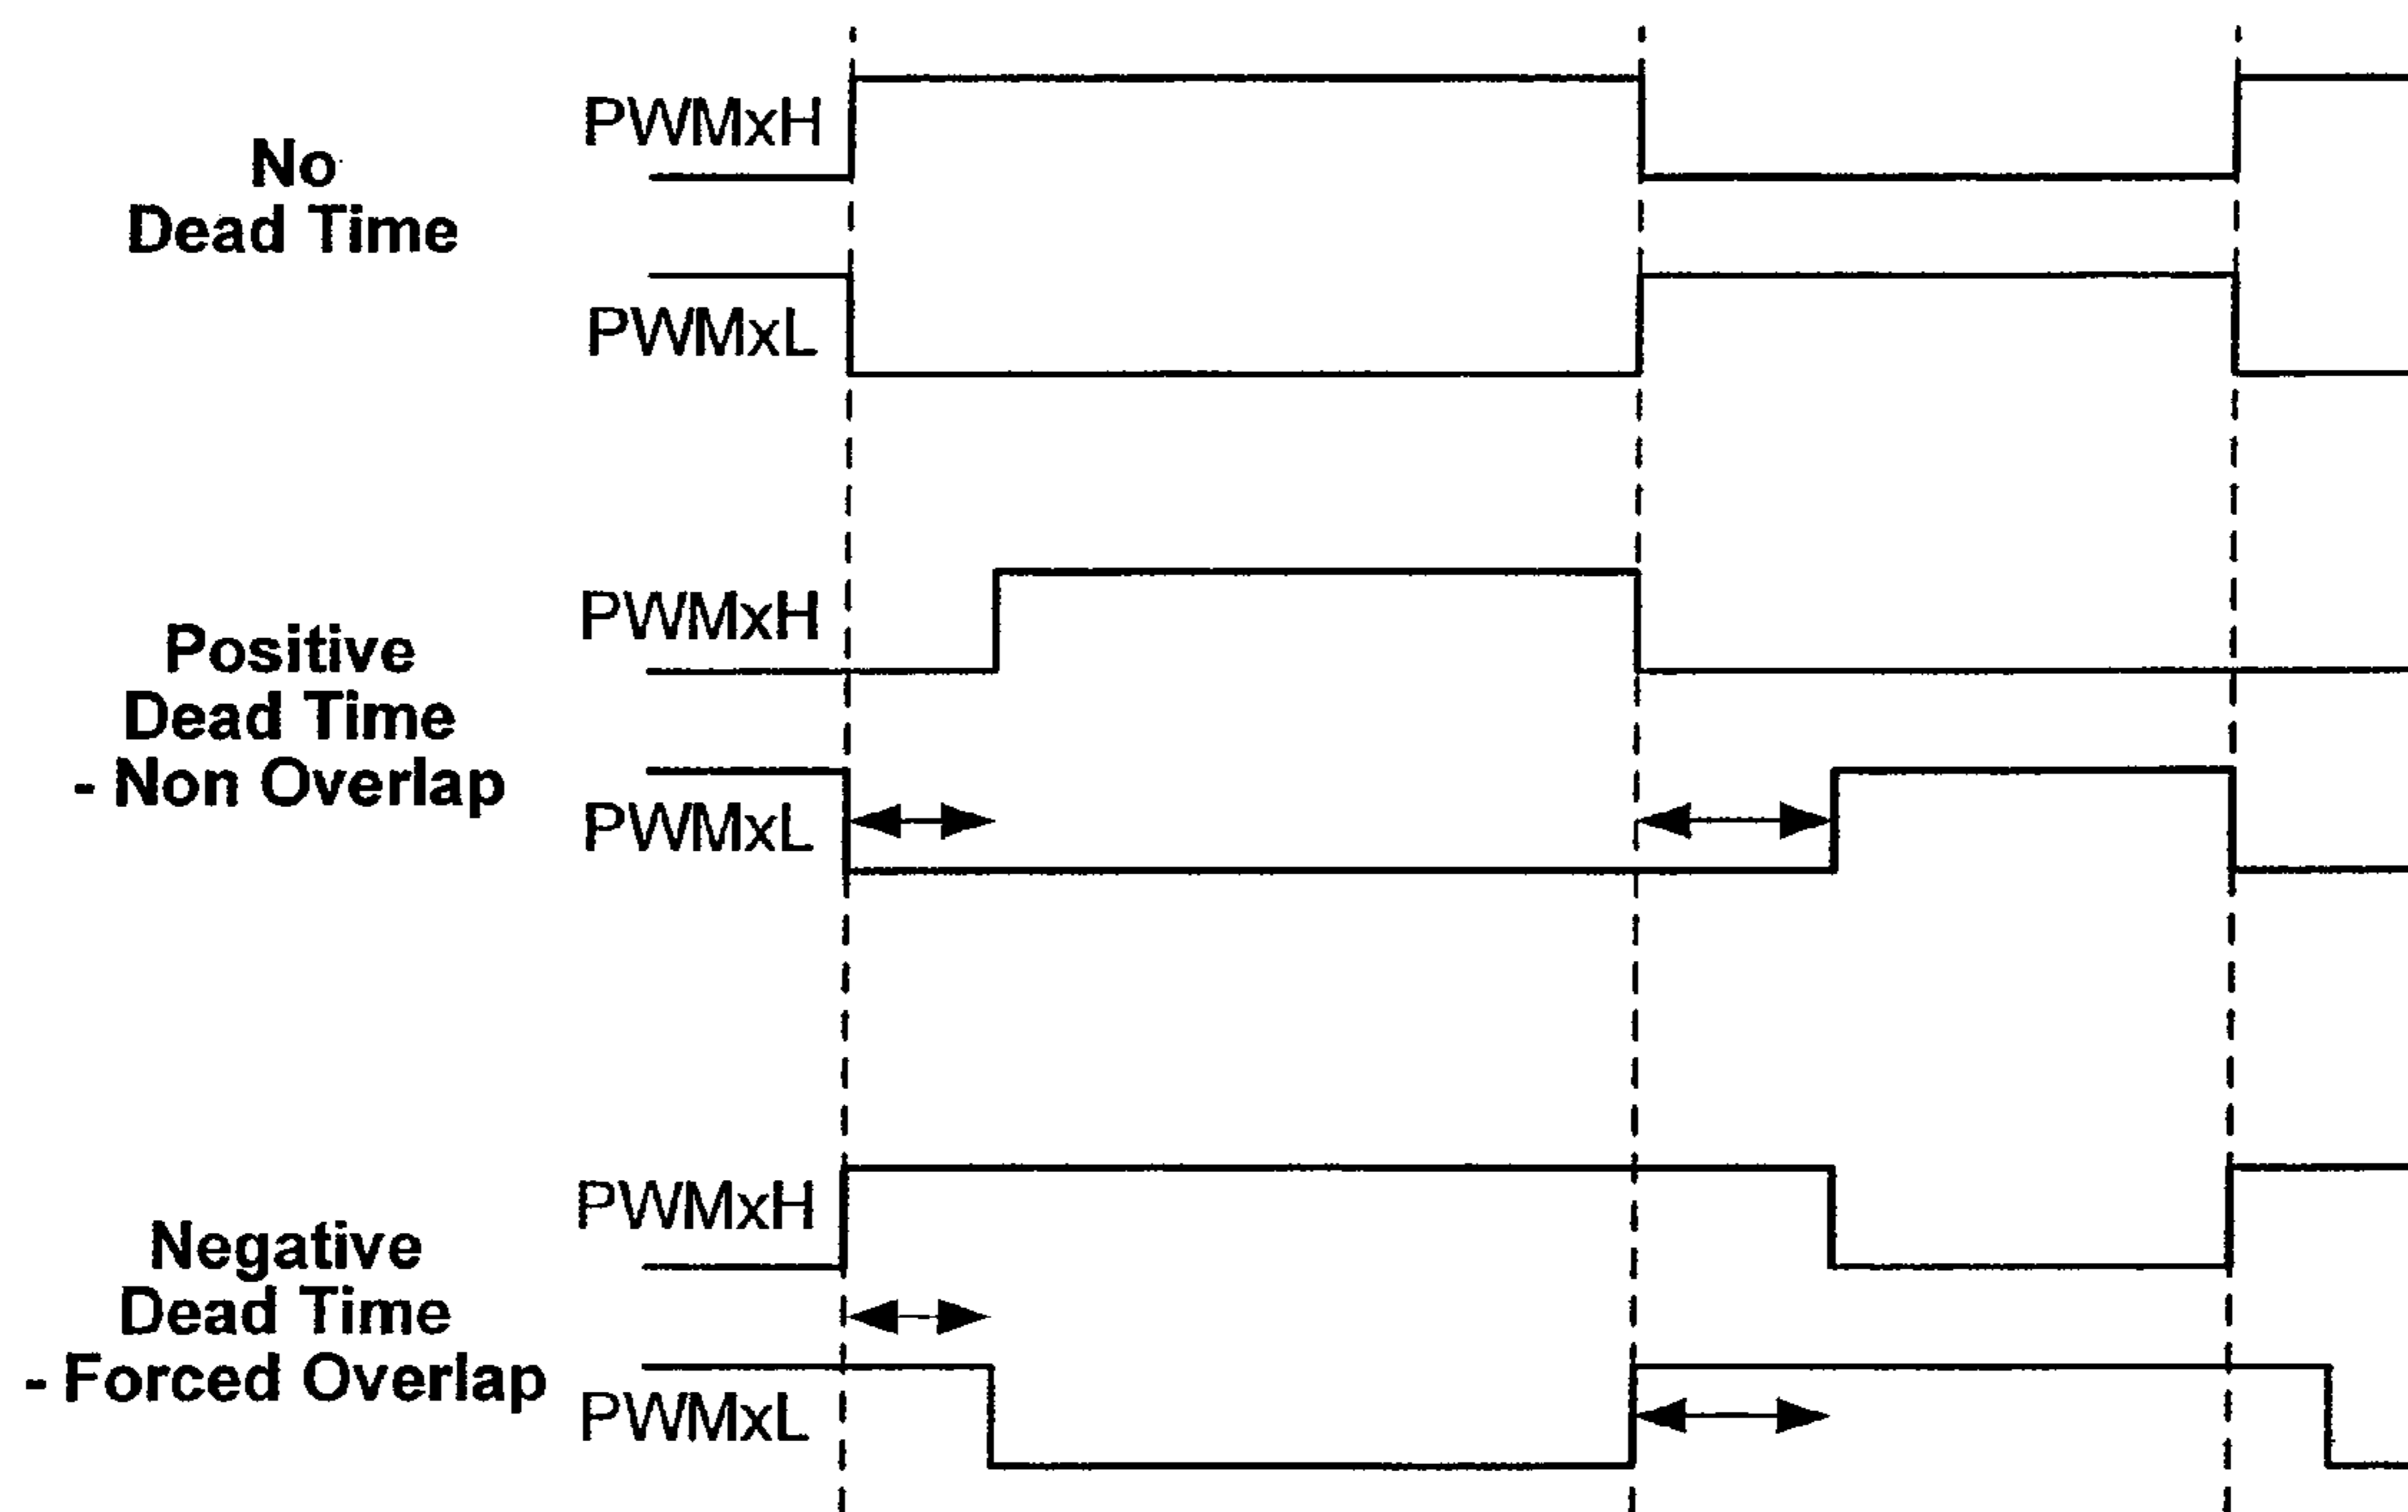 No
Dead Time
PWMxH
PWMxL
Positive
Dead Time
- Non Overlap
PWMxH
PWMxL
Negative
Dead Time
- Forced Overlap
PWMxH
PWMxL